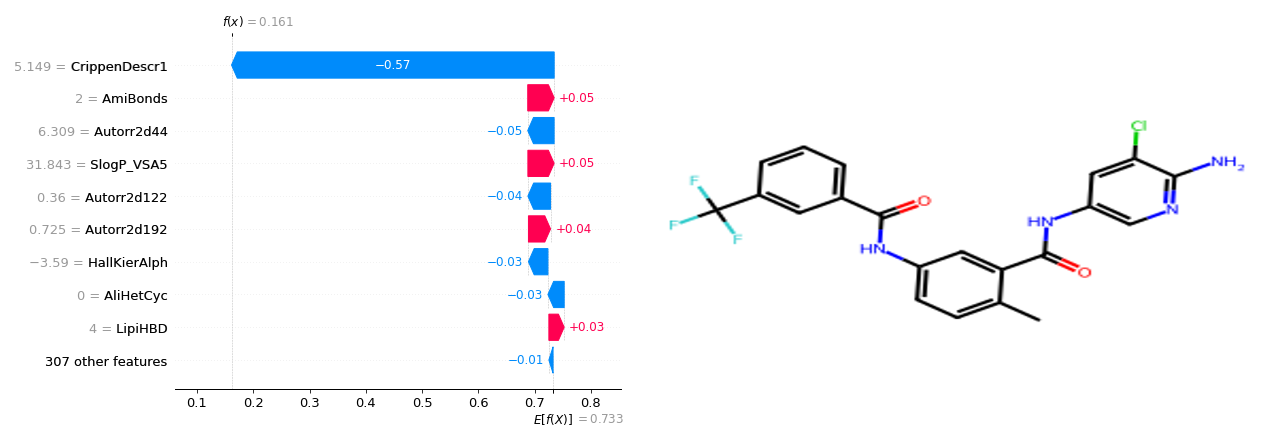 f(x) = 0.161
5.149 = CrippenDescr1
−0.57
2 = AmiBonds
+0.05
6.309 = Autorr2d44
−0.05
31.843 = SlogP_VSA5
+0.05
0.36 = Autorr2d122
−0.04
0.725 = Autorr2d192
+0.04
−3.59 = HallKierAlph
−0.03
0 = AliHetCyc
−0.03
4 = LipiHBD
+0.03
307 other features
−0.01
0.1 0.2 0.3 0.4 0.5 0.6 0.7 0.8
E[f(X)] = 0.733
Cl
NH₂
N
HN
O
O
HN
F
F
F